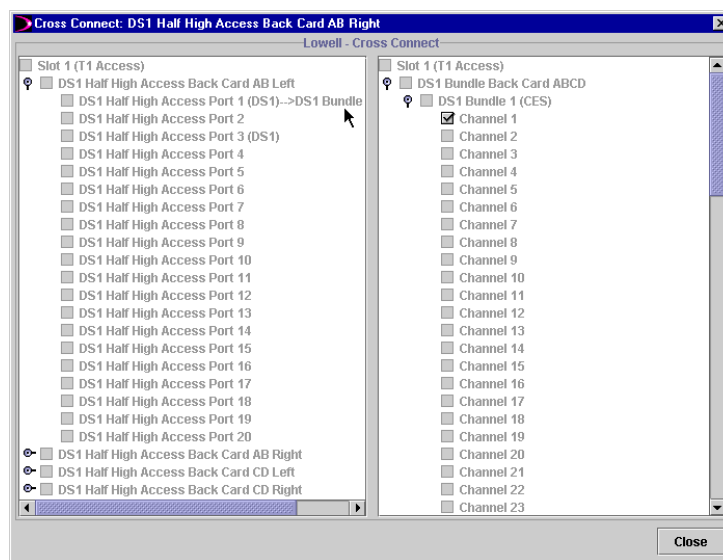 Cross Connect: DS1 Half High Access Back Card AB Right
Lowell - Cross Connect
Slot 1 (T1 Access)
DS1 Half High Access Back Card AB Left
DS1 Half High Access Port 1 (DS1)-->DS1 Bundle
DS1 Half High Access Port 2
DS1 Half High Access Port 3 (DS1)
DS1 Half High Access Port 4
DS1 Half High Access Port 5
DS1 Half High Access Port 6
DS1 Half High Access Port 7
DS1 Half High Access Port 8
DS1 Half High Access Port 9
DS1 Half High Access Port 10
DS1 Half High Access Port 11
DS1 Half High Access Port 12
DS1 Half High Access Port 13
DS1 Half High Access Port 14
DS1 Half High Access Port 15
DS1 Half High Access Port 16
DS1 Half High Access Port 17
DS1 Half High Access Port 18
DS1 Half High Access Port 19
DS1 Half High Access Port 20
DS1 Half High Access Back Card AB Right
DS1 Half High Access Back Card CD Left
DS1 Half High Access Back Card CD Right
Slot 1 (T1 Access)
DS1 Bundle Back Card ABCD
DS1 Bundle 1 (CES)
Channel 1
Channel 2
Channel 3
Channel 4
Channel 5
Channel 6
Channel 7
Channel 8
Channel 9
Channel 10
Channel 11
Channel 12
Channel 13
Channel 14
Channel 15
Channel 16
Channel 17
Channel 18
Channel 19
Channel 20
Channel 21
Channel 22
Channel 23
Close